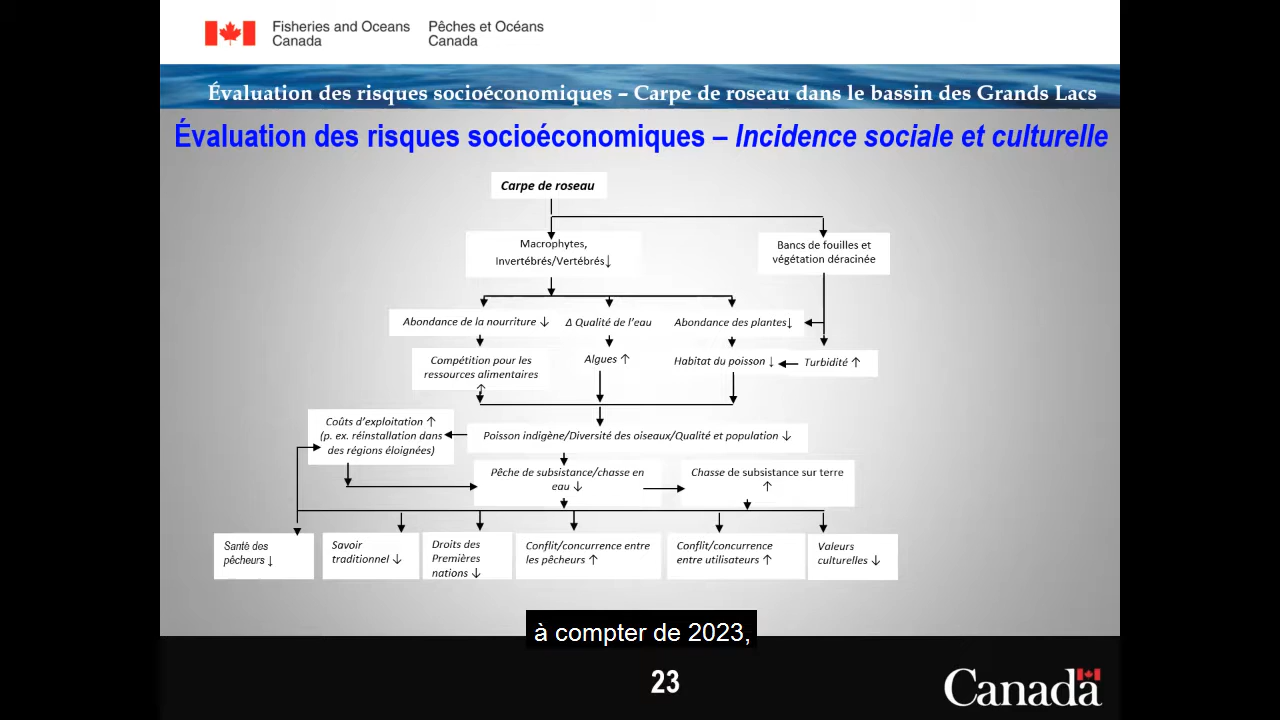 Fisheries and Oceans Pêches et Océans
Canada Canada
Évaluation des risques socioéconomiques – Carpe de roseau dans le bassin des Grands Lacs
Évaluation des risques socioéconomiques – Incidence sociale et culturelle
Carpe de roseau
Macrophytes,
Invertébrés/Vertébrés↓
Bancs de fouilles et
végétation déracinée
Abondance de la nourriture ↓
Δ Qualité de l’eau
Abondance des plantes↓
Compétition pour les
ressources alimentaires
↑
Algues ↑
Habitat du poisson ↓
Turbidité ↑
Coûts d’exploitation ↑
(p. ex. réinstallation dans
des régions éloignées)
Poisson indigène/Diversité des oiseaux/Qualité et population ↓
Pêche de subsistance/chasse en
eau ↓
Chasse de subsistance sur terre
↑
Santé des
pêcheurs ↓
Savoir
traditionnel ↓
Droits des
Premières
nations ↓
Conflit/concurrence entre
les pêcheurs ↑
Conflit/concurrence
entre utilisateurs ↑
Valeurs
culturelles ↓
à compter de 2023,
23
Canada